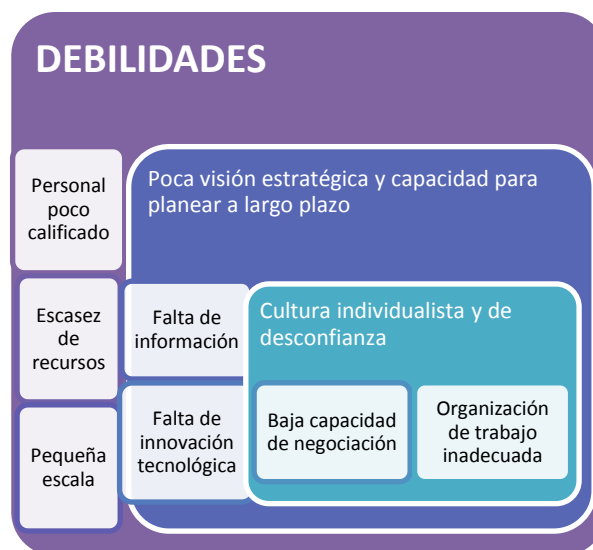 DEBILIDADES
Personal
poco
calificado
Poca visión estratégica y capacidad para
planear a largo plazo
Escasez
de
recursos
Falta de
información
Cultura individualista y de
desconfianza
Pequeña
escala
Falta de
innovación
tecnológica
Baja capacidad
de negociación
Organización
de trabajo
inadecuada